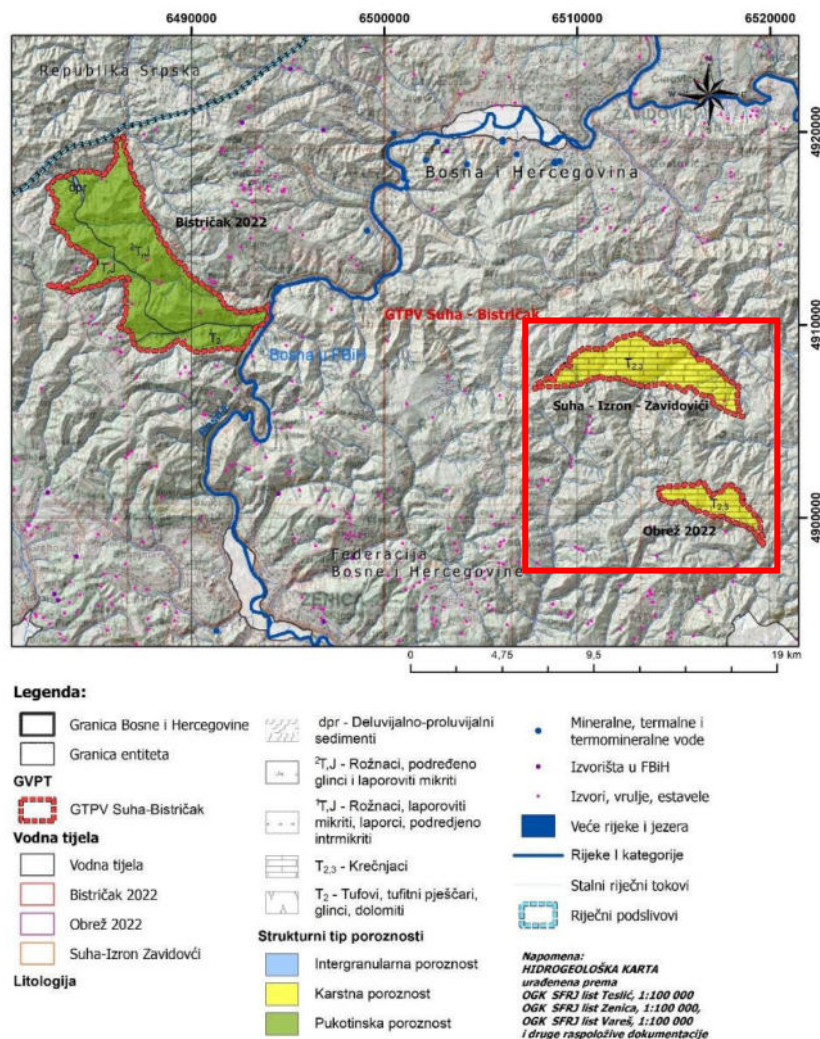 6490000
6500000
6510000
6520000
Republika Srpska
N
W
E
ZAVIDOVIĆI
4920000
Bosna i Hercegovina
dpr
Bistričak 2022
²T,J
T,J
T₂
GTPV Suha - Bistričak
4910000
Bosna u FBiH
T₂,₃
Suha - Izron - Zavidovići
Bosna
T₂,₃
Obrež 2022
4900000
Federacija
Bosne i Hercegovine
ZENICA
0
4,75
9,5
19 km
Legenda:
Granica Bosne i Hercegovine
Granica entiteta
GVPT
GTPV Suha-Bistričak
Vodna tijela
Vodna tijela
Bistričak 2022
Obrež 2022
Suha-Izron Zavidovći
Litologija
dpr - Deluvijalno-proluvijalni
sedimenti
²T,J - Rožnaci, podređeno
glinci i laporoviti mikriti
¹T,J - Rožnaci, laporoviti
mikriti, laporci, podredjeno
intrmikriti
T₂,₃ - Krečnjaci
T₂ - Tufovi, tufitni pješčari,
glinci, dolomiti
Strukturni tip poroznosti
Intergranularna poroznost
Karstna poroznost
Pukotinska poroznost
Mineralne, termalne i
termomineralne vode
Izvorišta u FBiH
Izvori, vrulje, estavele
Veće rijeke i jezera
Rijeke I kategorije
Stalni riječni tokovi
Riječni podslivovi
Napomena:
HIDROGEOLOŠKA KARTA
urađenena prema
OGK SFRJ list Teslić, 1:100 000
OGK SFRJ list Zenica, 1:100 000,
OGK SFRJ list Vareš, 1:100 000
i druge raspoložive dokumentacije